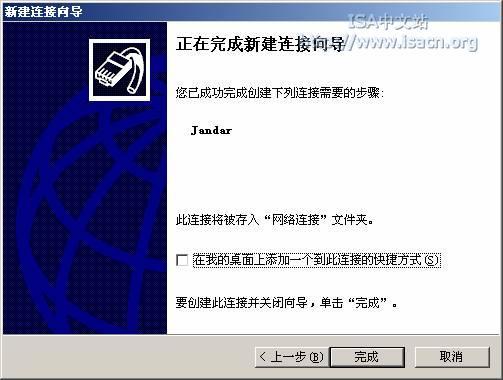 新建连接向导
ISA中文站
http://www.isacn.org
正在完成新建连接向导
您已成功完成创建下列连接需要的步骤:
Jandar
此连接将被存入“网络连接”文件夹。
在我的桌面上添加一个到此连接的快捷方式(S)
要创建此连接并关闭向导，单击“完成”。
< 上一步(B)
完成
取消